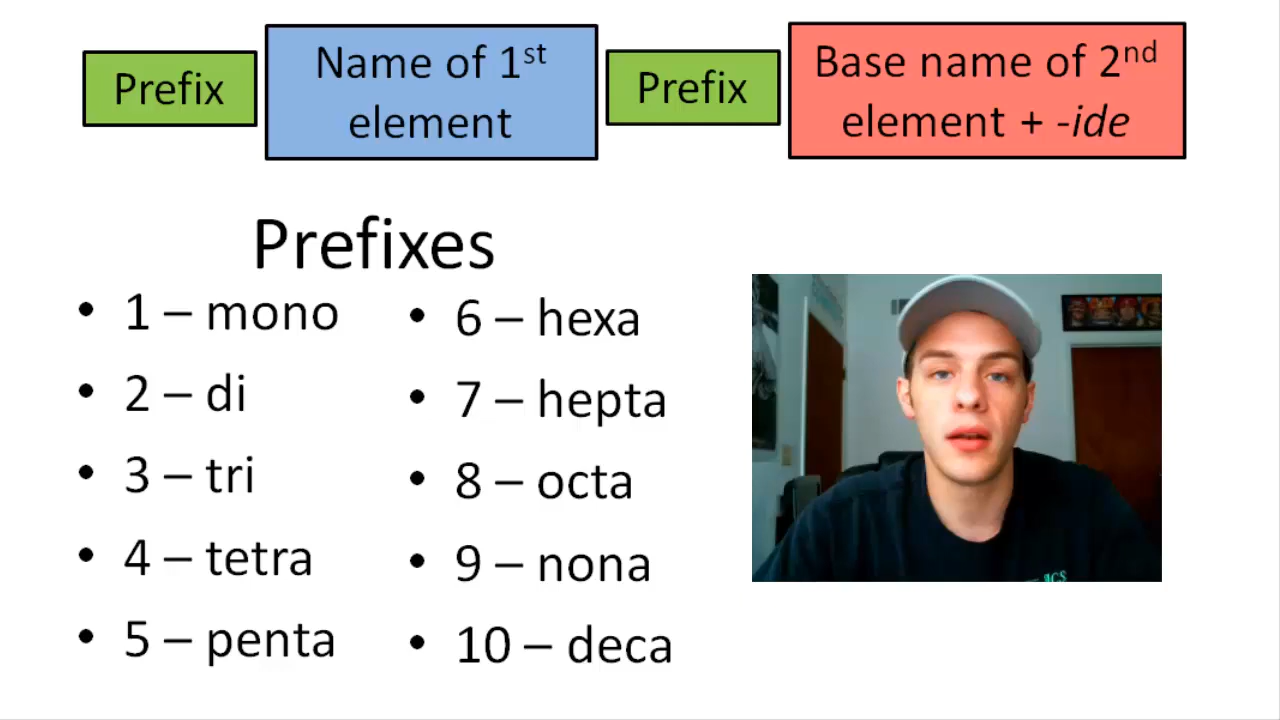 Prefix
Name of 1st
element
Prefix
Base name of 2nd
element + -ide
Prefixes
• 1 – mono
• 2 – di
• 3 – tri
• 4 – tetra
• 5 – penta
• 6 – hexa
• 7 – hepta
• 8 – octa
• 9 – nona
• 10 – deca